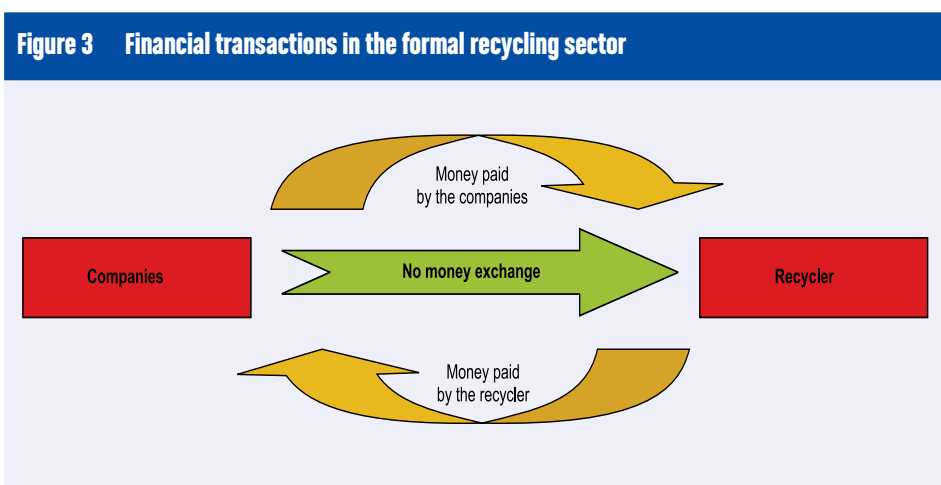 Figure 3 Financial transactions in the formal recycling sector
Money paid
by the companies
Companies
No money exchange
Recycler
Money paid
by the recycler